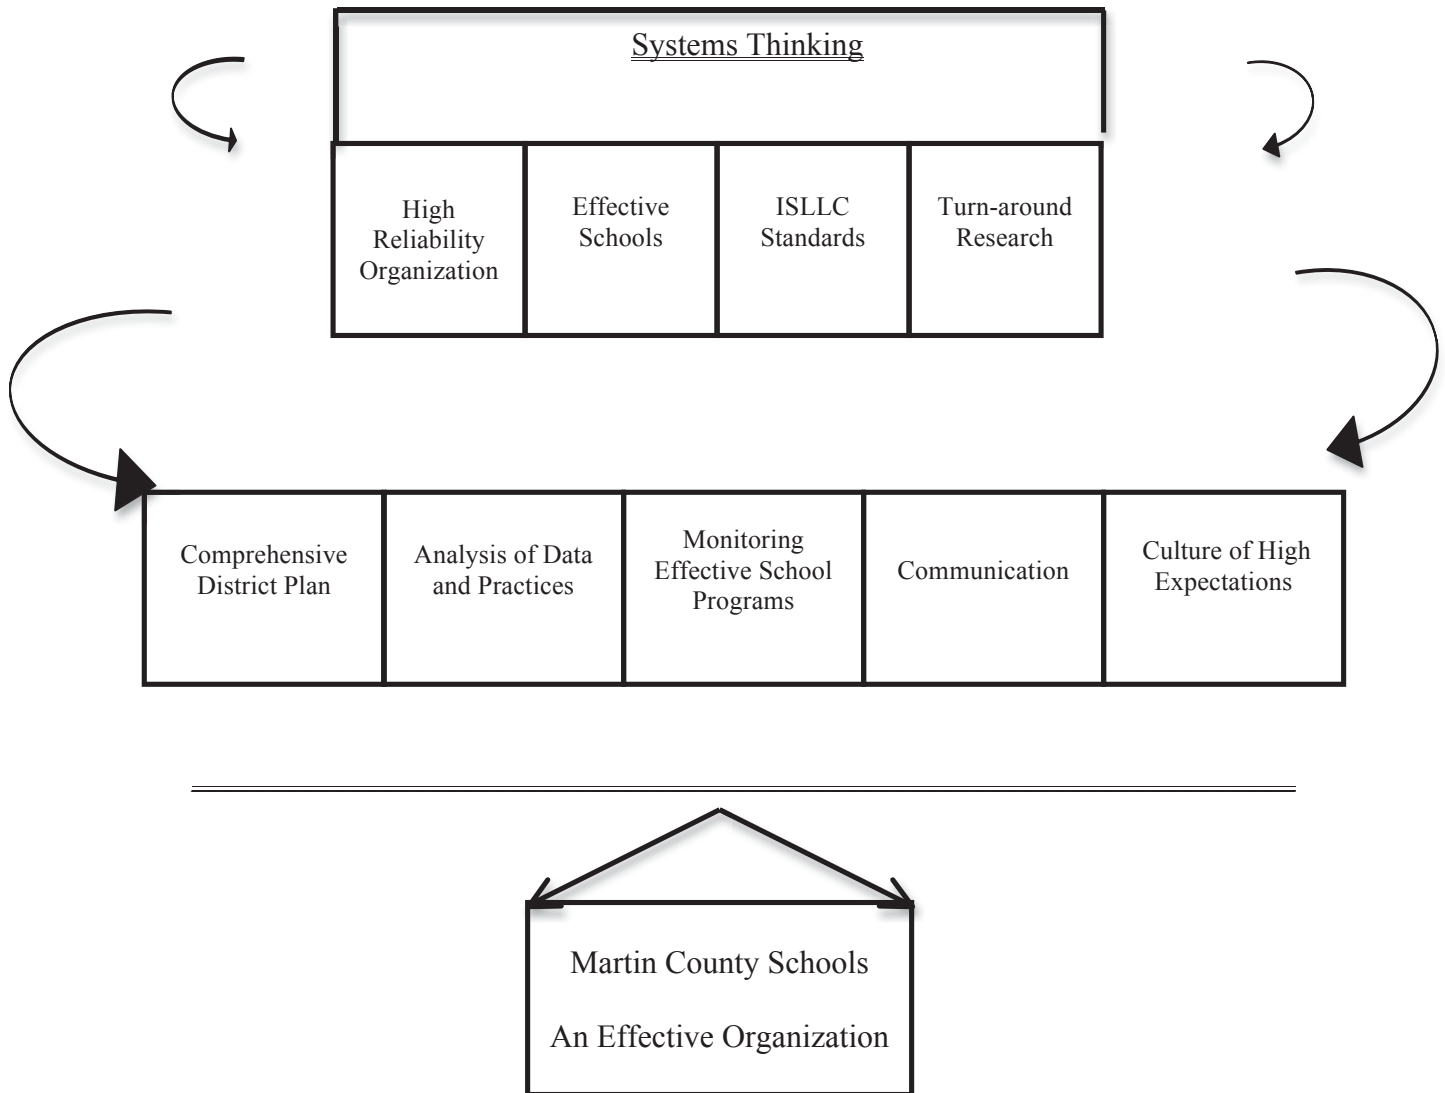 Systems Thinking
High
Reliability
Organization
Effective
Schools
ISLLC
Standards
Turn-around
Research
Comprehensive
District Plan
Analysis of Data
and Practices
Monitoring
Effective School
Programs
Communication
Culture of High
Expectations
Martin County Schools
An Effective Organization